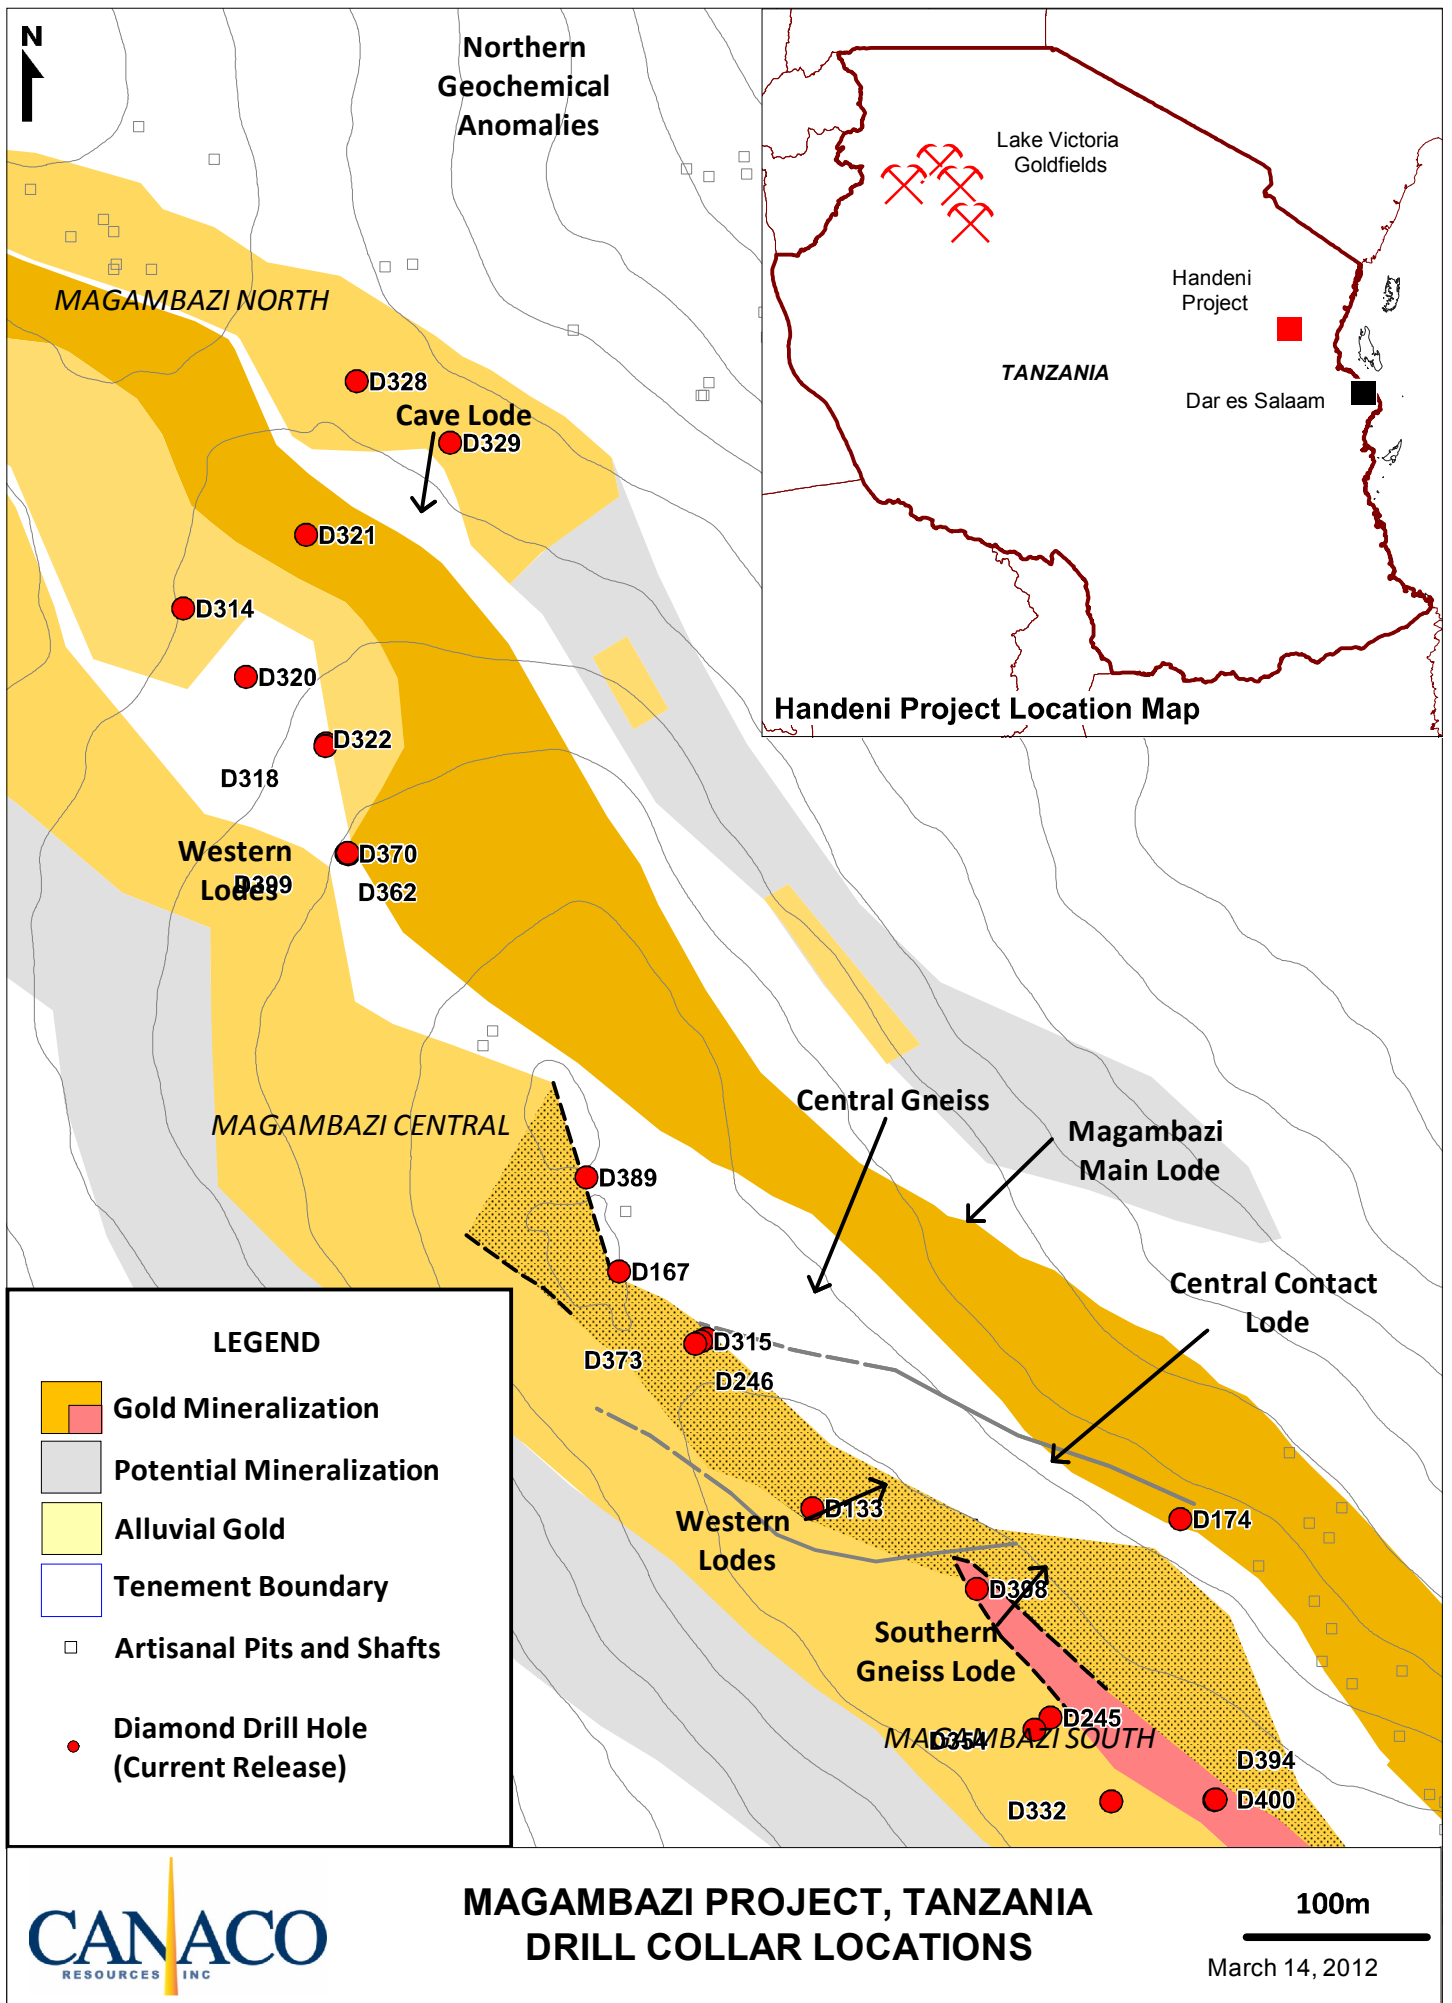 N
Northern
Geochemical
Anomalies
MAGAMBAZI NORTH
D328
Cave Lode
D329
D321
D314
D320
D322
D318
Western
Lodes
D399
D370
D362
MAGAMBAZI CENTRAL
Central Gneiss
Magambazi
Main Lode
D389
D167
Central Contact
Lode
D315
D373
D246
Western
Lodes
D133
D174
D398
Southern
Gneiss Lode
D245
D354
MAGAMBAZI SOUTH
D394
D332
D400
Lake Victoria
Goldfields
Handeni
Project
TANZANIA
Dar es Salaam
Handeni Project Location Map
LEGEND
Gold Mineralization
Potential Mineralization
Alluvial Gold
Tenement Boundary
Artisanal Pits and Shafts
Diamond Drill Hole
(Current Release)
CANACO
RESOURCES INC
MAGAMBAZI PROJECT, TANZANIA
DRILL COLLAR LOCATIONS
100m
March 14, 2012